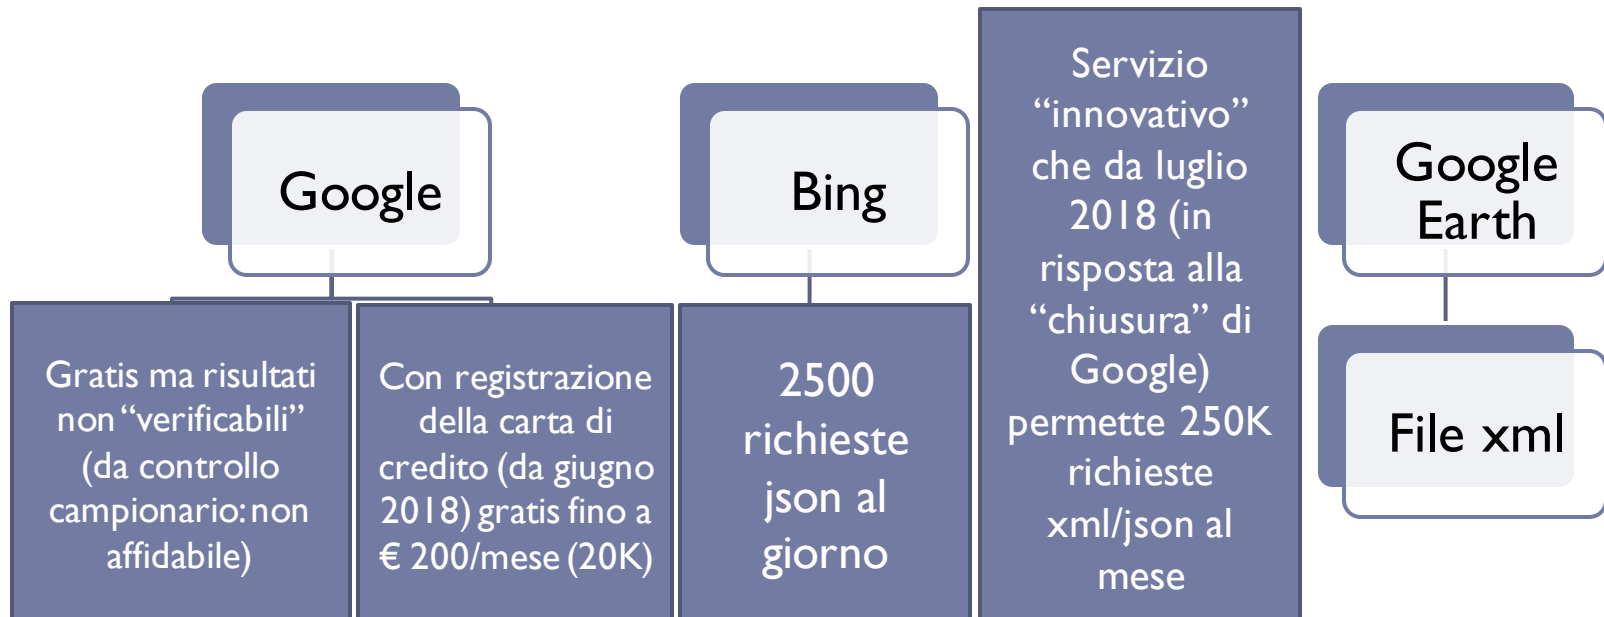 Google
Gratis ma risultati
non “verificabili”
(da controllo
campionario: non
affidabile)
Con registrazione
della carta di
credito (da giugno
2018) gratis fino a
€ 200/mese (20K)
Bing
2500
richieste
json al
giorno
Servizio
“innovativo”
che da luglio
2018 (in
risposta alla
“chiusura” di
Google)
permette 250K
richieste
xml/json al
mese
Google
Earth
File xml